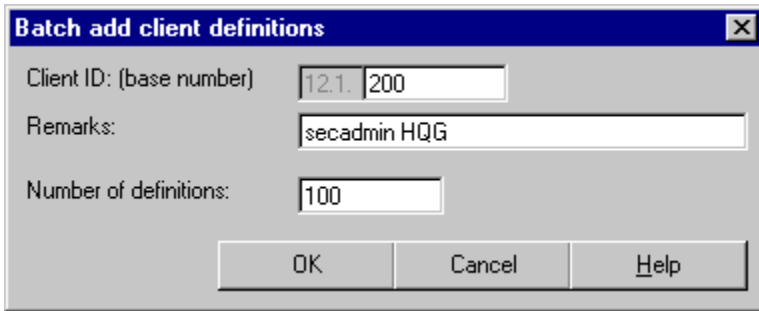 Batch add client definitions
Client ID: (base number) 12.1. 200
Remarks: secadmin HQG
Number of definitions: 100
OK Cancel Help